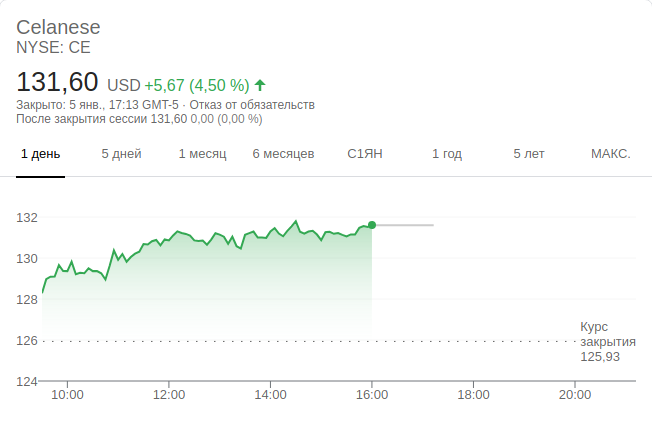 Celanese
NYSE: CE
131,60 USD +5,67 (4,50 %)
Закрыто: 5 янв., 17:13 GMT-5 · Отказ от обязательств
После закрытия сессии 131,60 0,00 (0,00 %)
1 день 5 дней 1 месяц 6 месяцев С1ЯН 1 год 5 лет МАКС.
132
130
128
126
124
Курс
закрытия
125,93
10:00 12:00 14:00 16:00 18:00 20:00